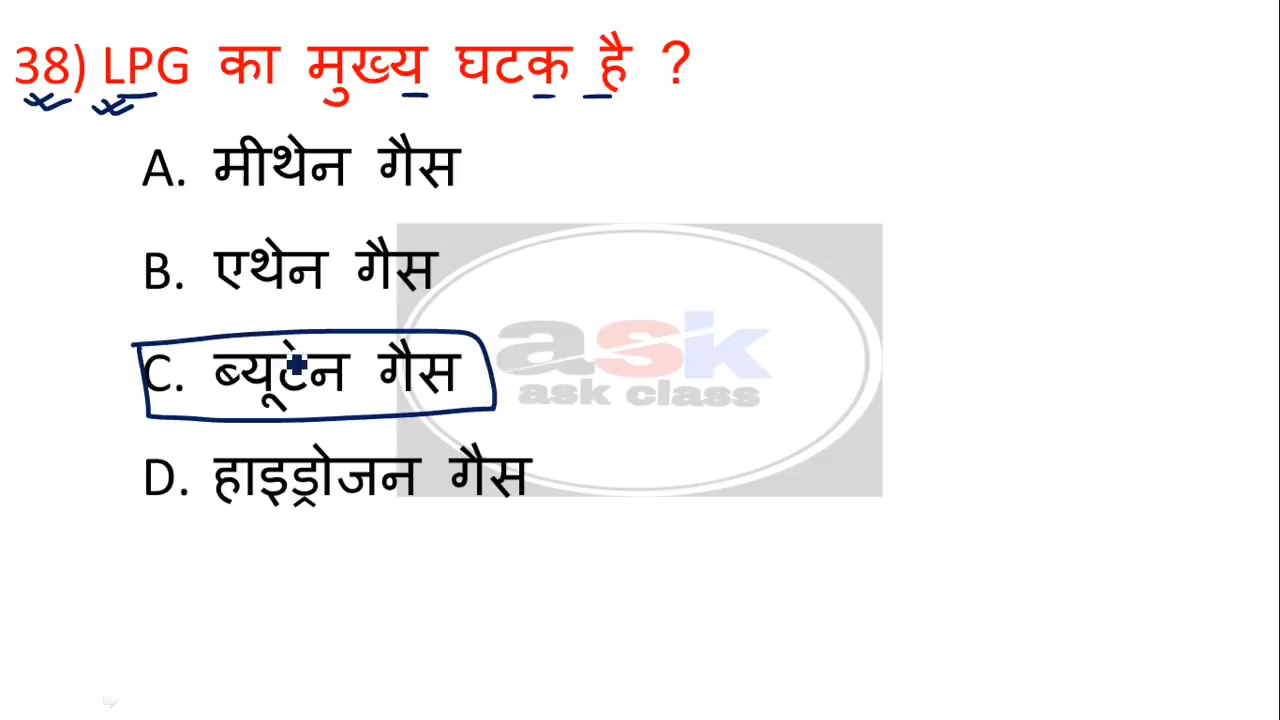 38) LPG का मुख्य घटक है ?
A. मीथेन गैस
B. एथेन गैस
C. ब्यूटेन गैस
D. हाइड्रोजन गैस
ask
ask class